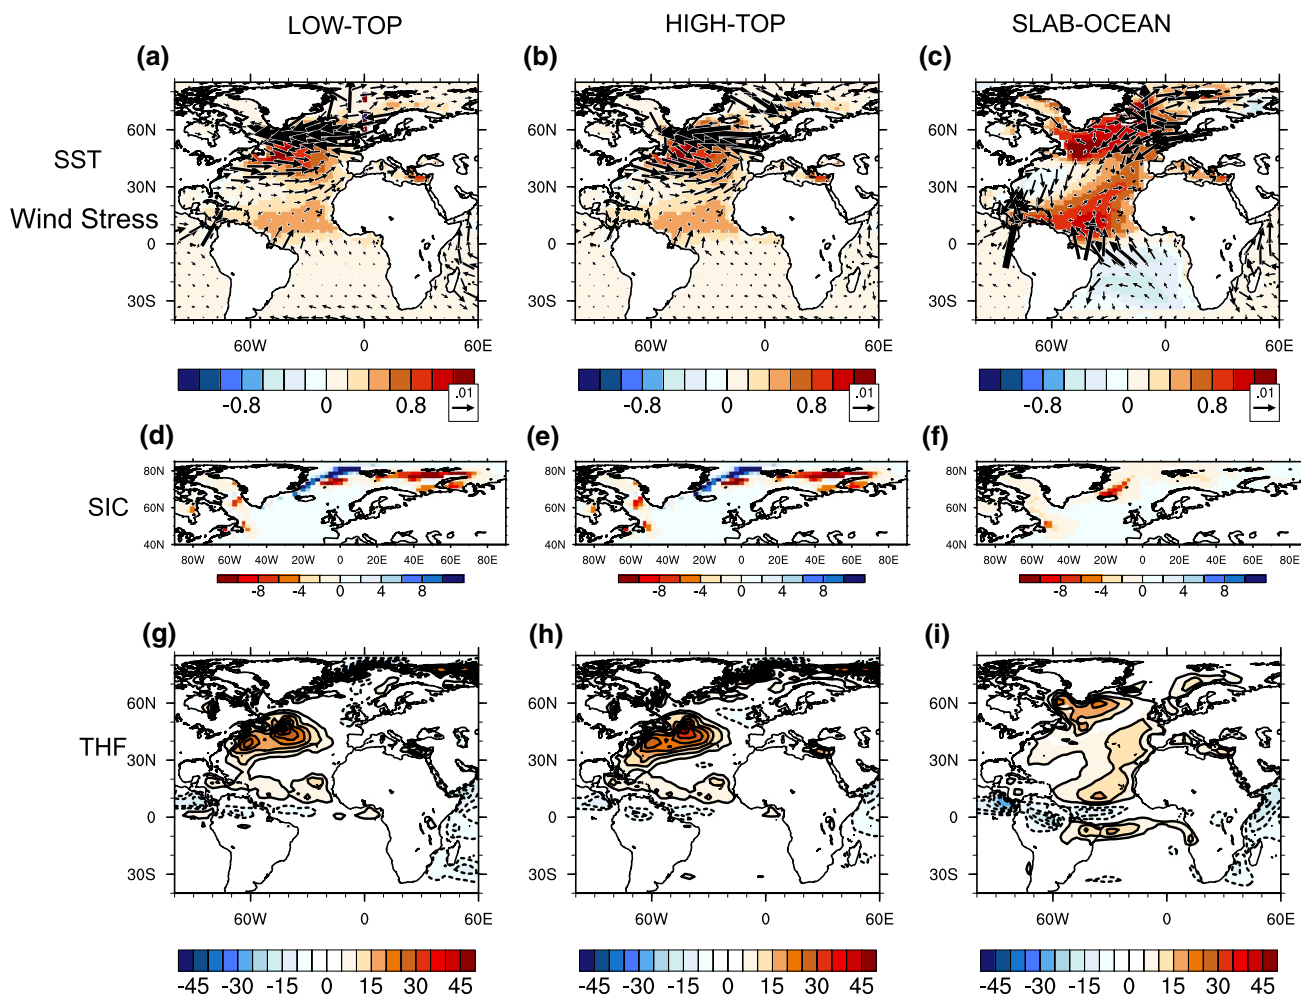 LOW-TOP HIGH-TOP SLAB-OCEAN
(a) (b) (c)
SST
Wind Stress
60N 60N 60N
30N 30N 30N
0 0 0
30S 30S 30S
60W 0 60E 60W 0 60E 60W 0 60E
-0.8 0 0.8 .01 -0.8 0 0.8 .01 -0.8 0 0.8 .01
(d) (e) (f)
SIC
80N 80N 80N
60N 60N 60N
40N 40N 40N
80W 60W 40W 20W 0 20E 40E 60E 80E 80W 60W 40W 20W 0 20E 40E 60E 80E 80W 60W 40W 20W 0 20E 40E 60E 80E
-8 -4 0 4 8 -8 -4 0 4 8 -8 -4 0 4 8
(g) (h) (i)
THF
60N 60N 60N
30N 30N 30N
0 0 0
30S 30S 30S
60W 0 60E 60W 0 60E 60W 0 60E
-45 -30 -15 0 15 30 45 -45 -30 -15 0 15 30 45 -45 -30 -15 0 15 30 45